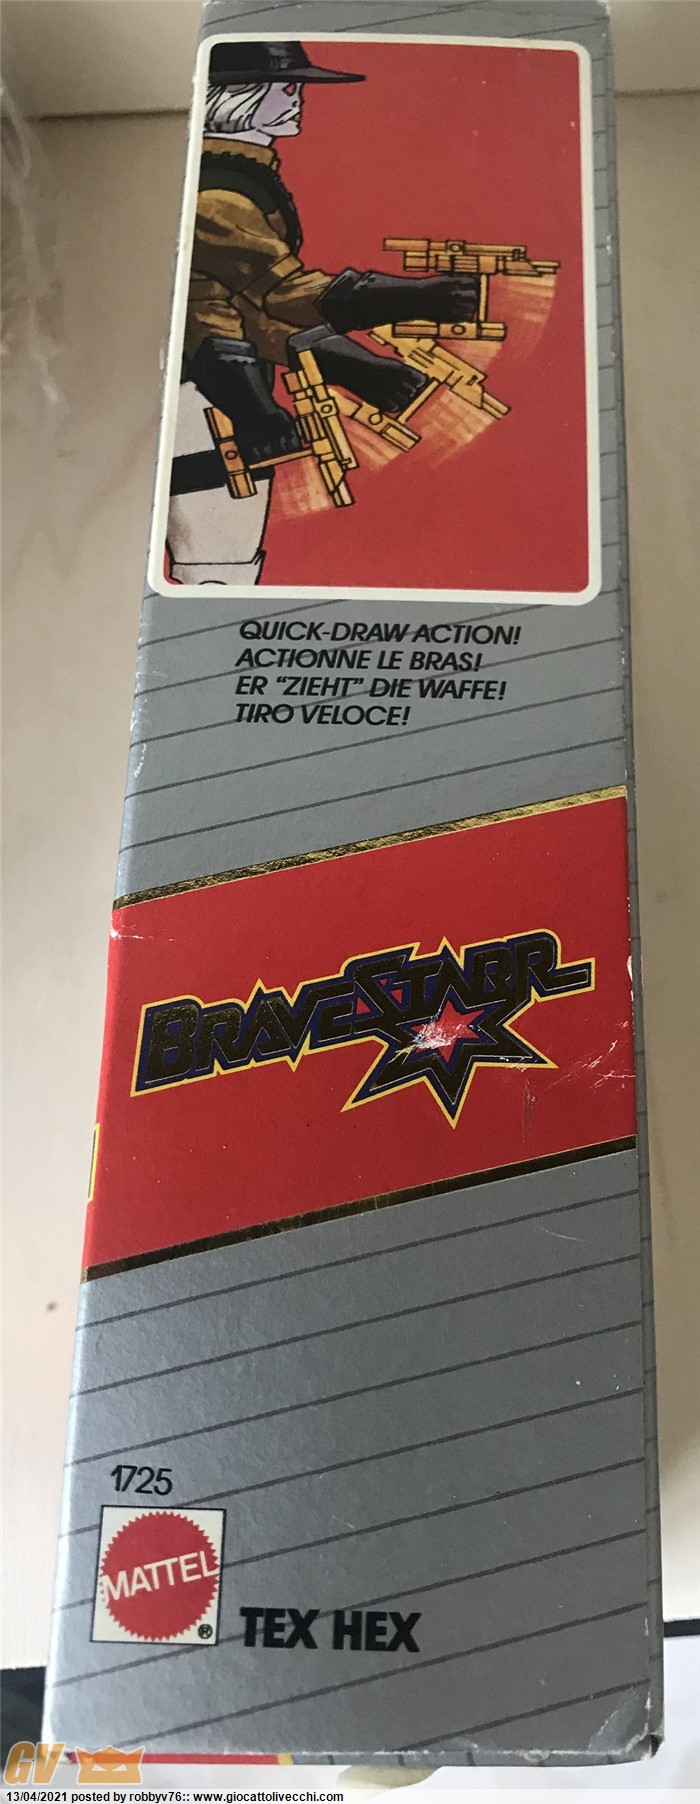 QUICK-DRAW ACTION!
ACTIONNE LE BRAS!
ER "ZIEHT" DIE WAFFE!
TIRO VELOCE!
BRAVESTARR
1725
MATTEL
®
TEX HEX
GV
13/04/2021 posted by robbyv76:: www.giocattolivecchi.com